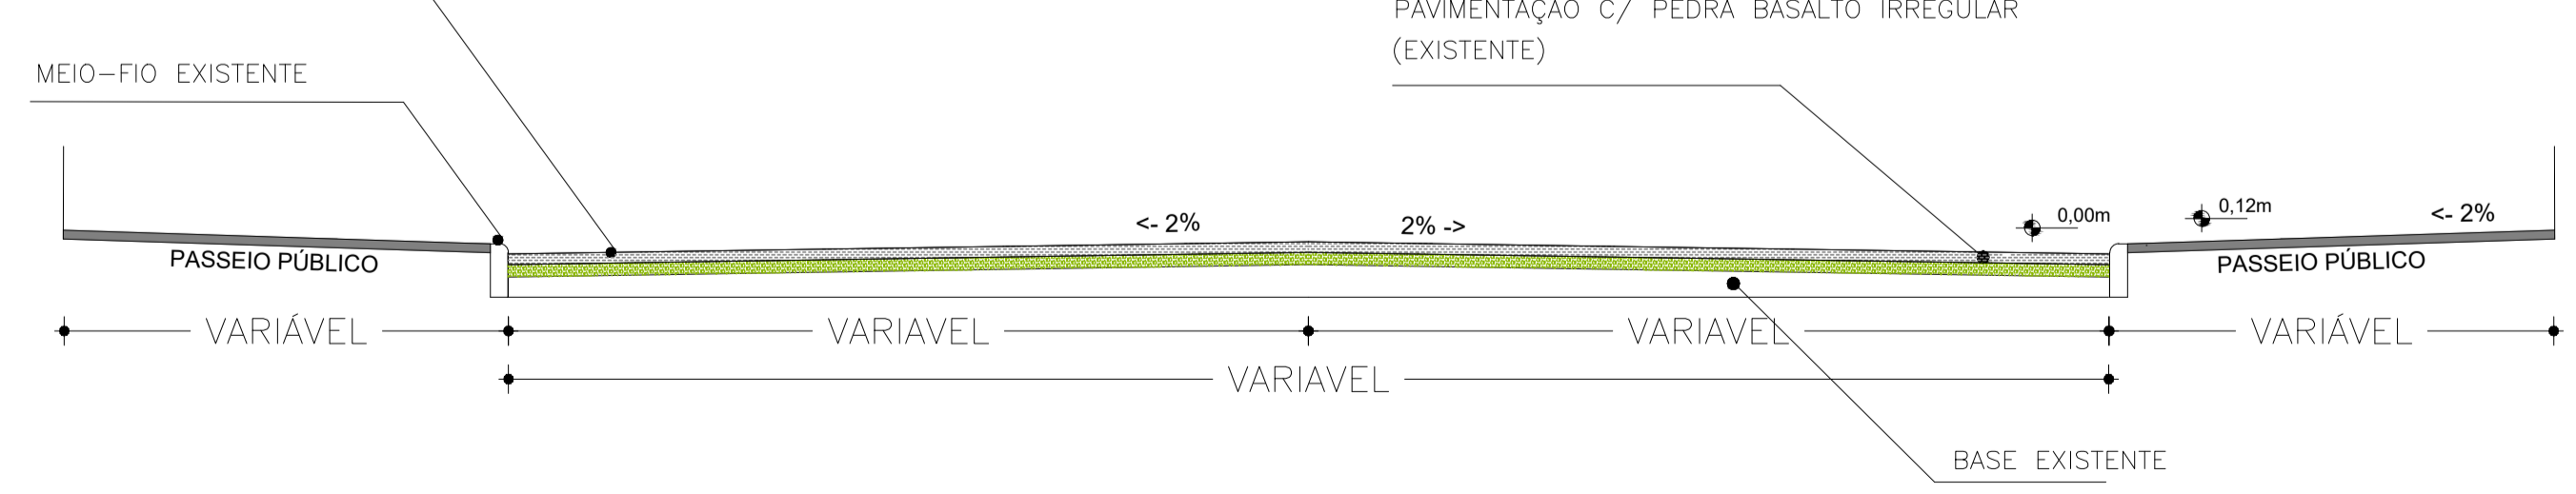 PAVIMENTAÇÃO C/ PEDRA BASALTO IRREGULAR
(EXISTENTE)
MEIO-FIO EXISTENTE
<- 2%
2% ->
0,00m
0,12m
<- 2%
PASSEIO PÚBLICO
PASSEIO PÚBLICO
VARIÁVEL
VARIAVEL
VARIAVEL
VARIÁVEL
VARIAVEL
BASE EXISTENTE